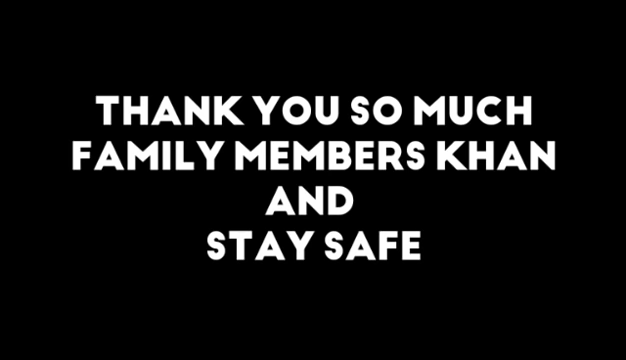 THANK YOU SO MUCH
FAMILY MEMBERS KHAN
AND
STAY SAFE